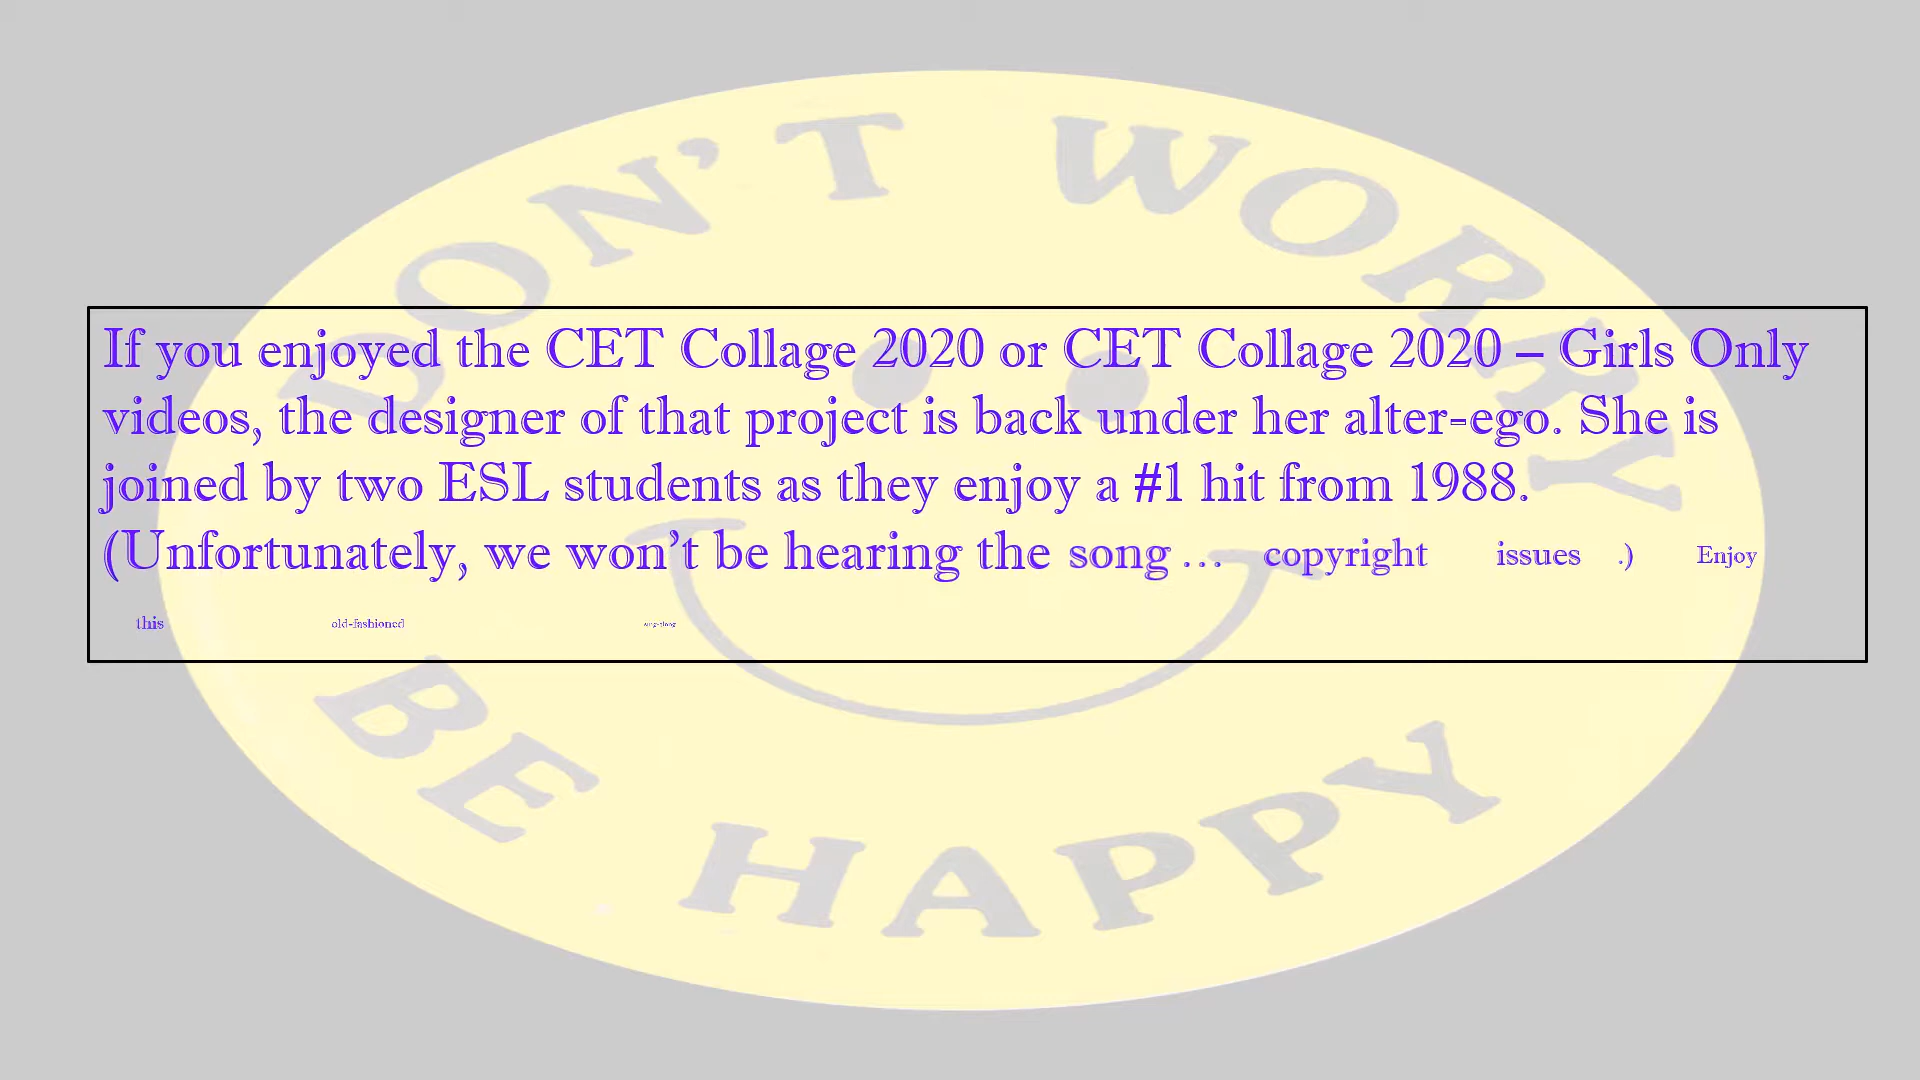 DON'T WORRY
If you enjoyed the CET Collage 2020 or CET Collage 2020 – Girls Only
videos, the designer of that project is back under her alter-ego. She is
joined by two ESL students as they enjoy a #1 hit from 1988.
(Unfortunately, we won't be hearing the song … copyright issues .) Enjoy
this old-fashioned sing-along
BE HAPPY